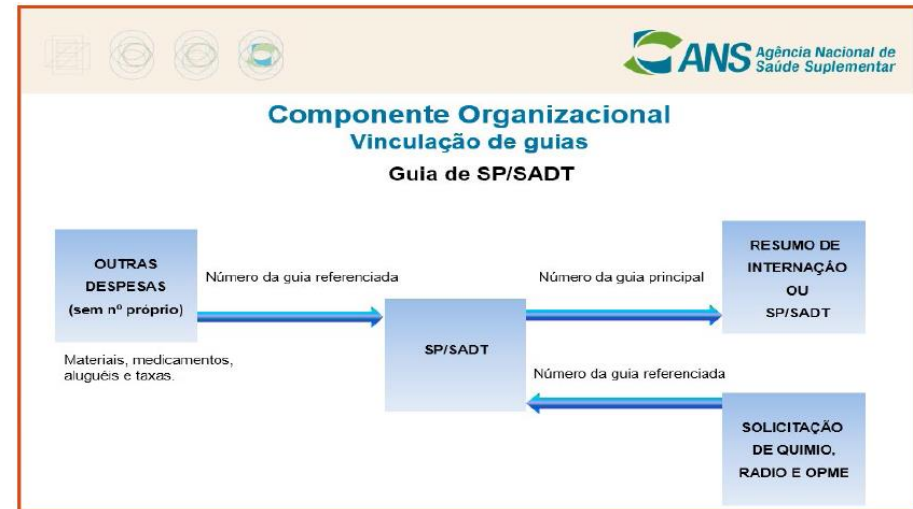 ANS Agência Nacional de
Saúde Suplementar
Componente Organizacional
Vinculação de guias
Guia de SP/SADT
OUTRAS
DESPESAS
(sem nº próprio)
Número da guia referenciada
Materiais, medicamentos,
aluguéis e taxas.
SP/SADT
Número da guia principal
RESUMO DE
INTERNAÇÃO
OU
SP/SADT
Número da guia referenciada
SOLICITAÇÃO
DE QUIMIO,
RADIO E OPME